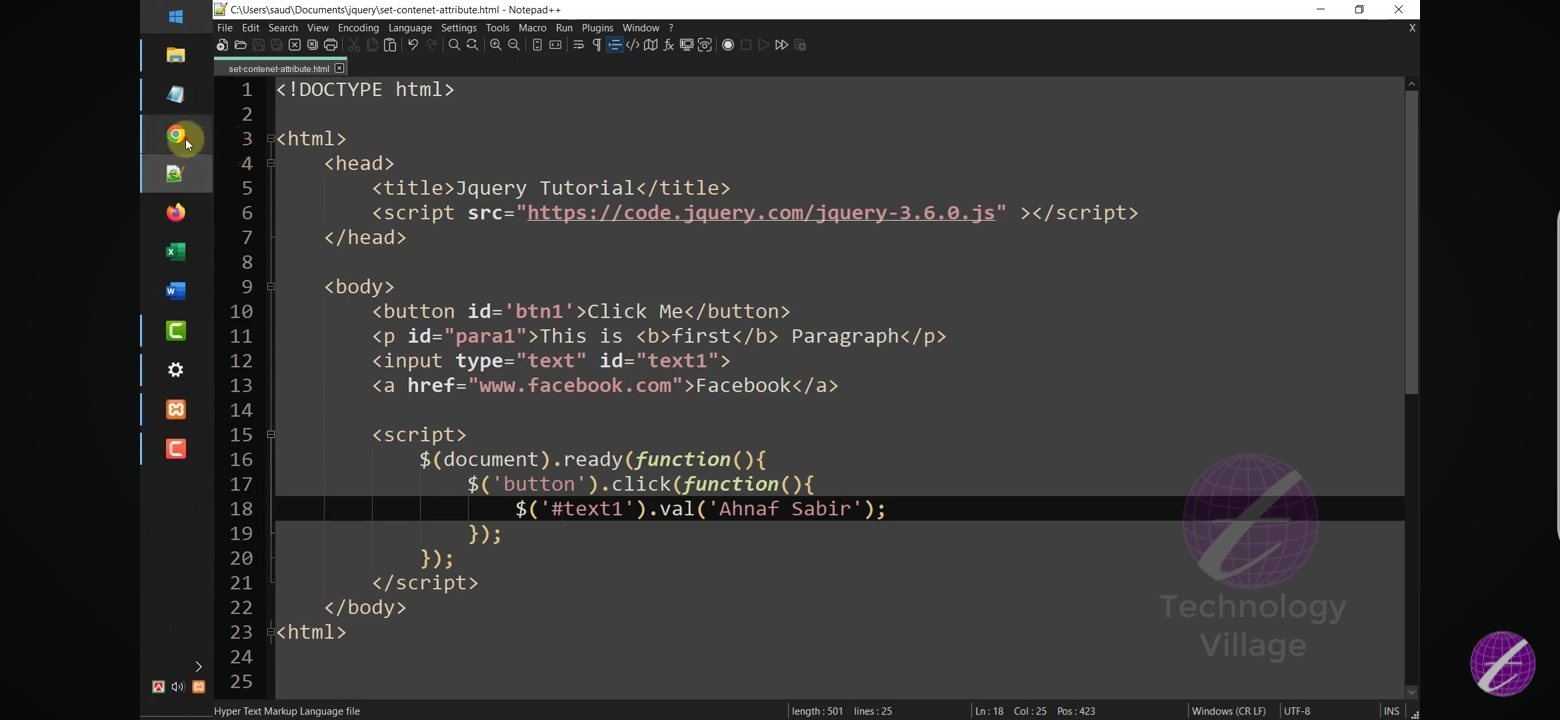 C:\Users\saud\Documents\jquery\set-contenet-attribute.html - Notepad++
File Edit Search View Encoding Language Settings Tools Macro Run Plugins Window ? X
set-contenet-attribute.html
1 <!DOCTYPE html>
2
3 <html>
4 <head>
5 <title>Jquery Tutorial</title>
6 <script src="https://code.jquery.com/jquery-3.6.0.js" ></script>
7 </head>
8
9 <body>
10 <button id='btn1'>Click Me</button>
11 <p id="para1">This is <b>first</b> Paragraph</p>
12 <input type="text" id="text1">
13 <a href="www.facebook.com">Facebook</a>
14
15 <script>
16 $(document).ready(function(){
17 $('button').click(function(){
18 $('#text1').val('Ahnaf Sabir');
19 });
20 });
21 </script>
22 </body>
23 <html>
24
25
Technology
Village
Hyper Text Markup Language file length : 501 lines : 25 Ln : 18 Col : 25 Pos : 423 Windows (CR LF) UTF-8 INS